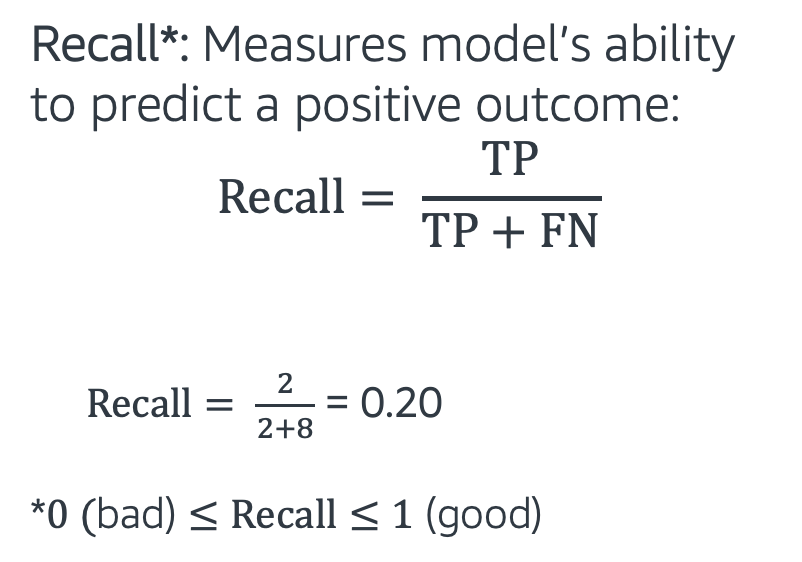 Recall*: Measures model's ability
to predict a positive outcome:
Recall = TP / TP + FN
Recall = 2 / 2+8 = 0.20
*0 (bad) ≤ Recall ≤ 1 (good)